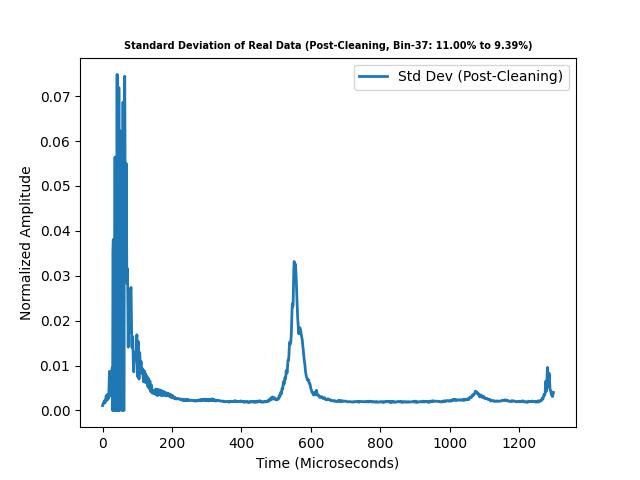 Standard Deviation of Real Data (Post-Cleaning, Bin-37: 11.00% to 9.39%)
Std Dev (Post-Cleaning)
Normalized Amplitude
0.07
0.06
0.05
0.04
0.03
0.02
0.01
0.00
0 200 400 600 800 1000 1200
Time (Microseconds)